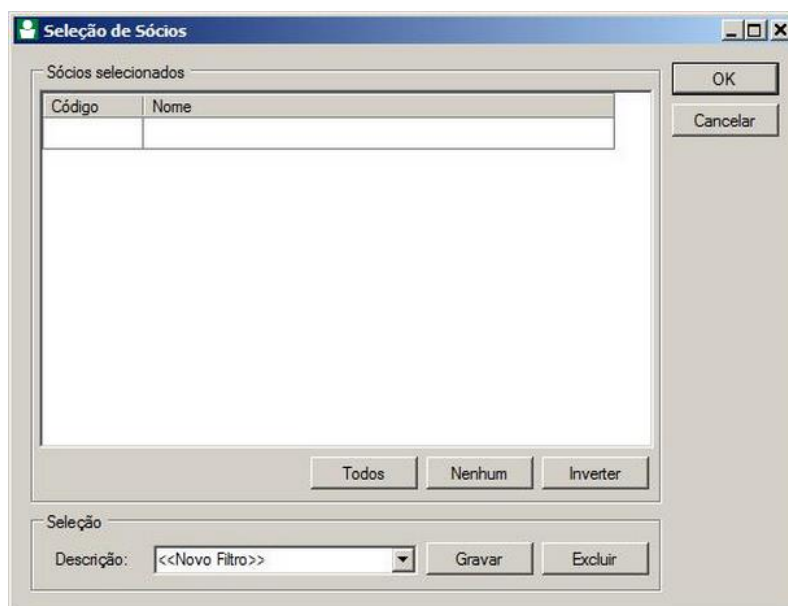 Seleção de Sócios
Sócios selecionados
Código Nome
OK
Cancelar
Todos Nenhum Inverter
Seleção
Descrição: <<Novo Filtro>> Gravar Excluir